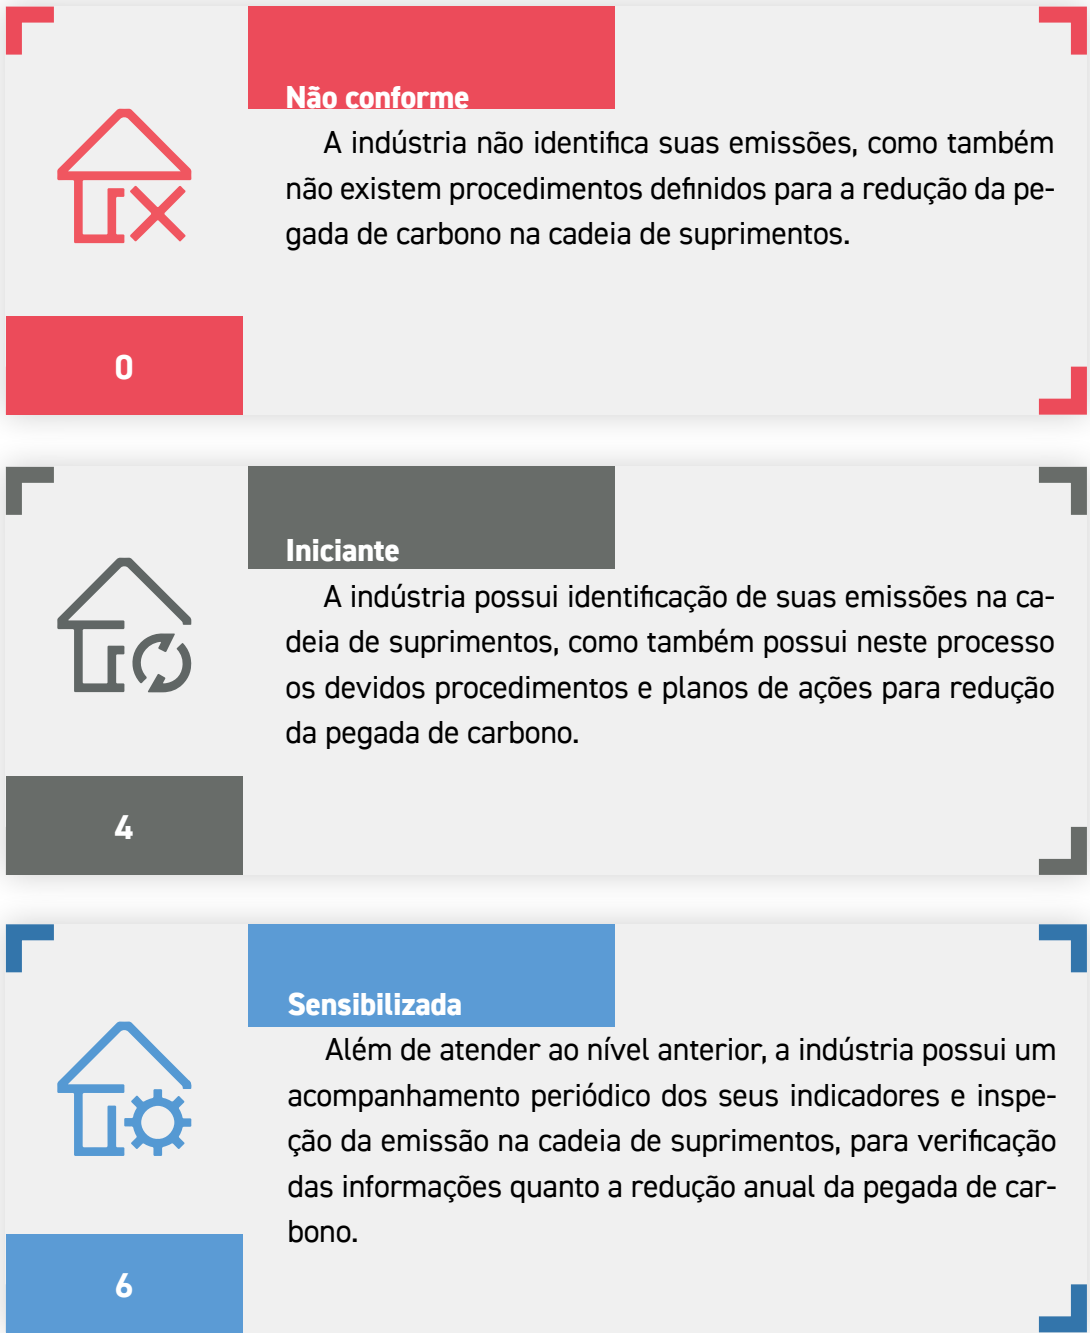 Não conforme
A indústria não identifica suas emissões, como também
não existem procedimentos definidos para a redução da pe-
gada de carbono na cadeia de suprimentos.
0
Iniciante
A indústria possui identificação de suas emissões na ca-
deia de suprimentos, como também possui neste processo
os devidos procedimentos e planos de ações para redução
da pegada de carbono.
4
Sensibilizada
Além de atender ao nível anterior, a indústria possui um
acompanhamento periódico dos seus indicadores e inspe-
ção da emissão na cadeia de suprimentos, para verificação
das informações quanto a redução anual da pegada de car-
bono.
6